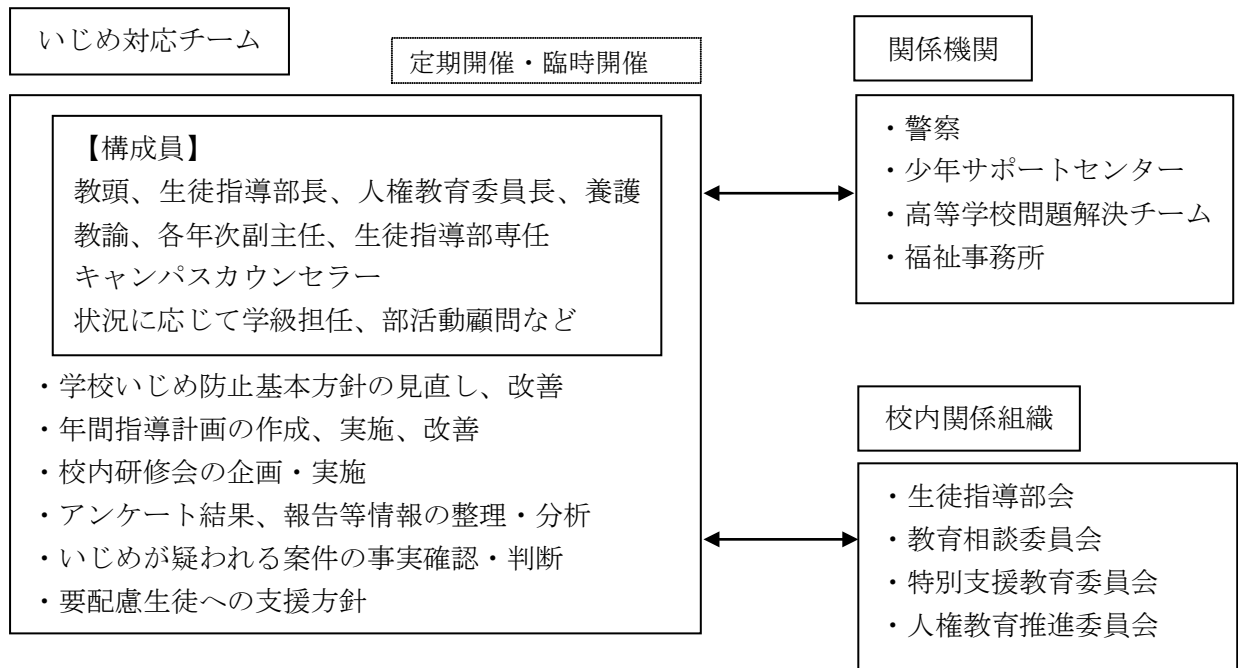 いじめ対応チーム
定期開催・臨時開催
【構成員】
教頭、生徒指導部長、人権教育委員長、養護
教諭、各年次副主任、生徒指導部専任
キャンパスカウンセラー
状況に応じて学級担任、部活動顧問など
・学校いじめ防止基本方針の見直し、改善
・年間指導計画の作成、実施、改善
・校内研修会の企画・実施
・アンケート結果、報告等情報の整理・分析
・いじめが疑われる案件の事実確認・判断
・要配慮生徒への支援方針
関係機関
・警察
・少年サポートセンター
・高等学校問題解決チーム
・福祉事務所
校内関係組織
・生徒指導部会
・教育相談委員会
・特別支援教育委員会
・人権教育推進委員会